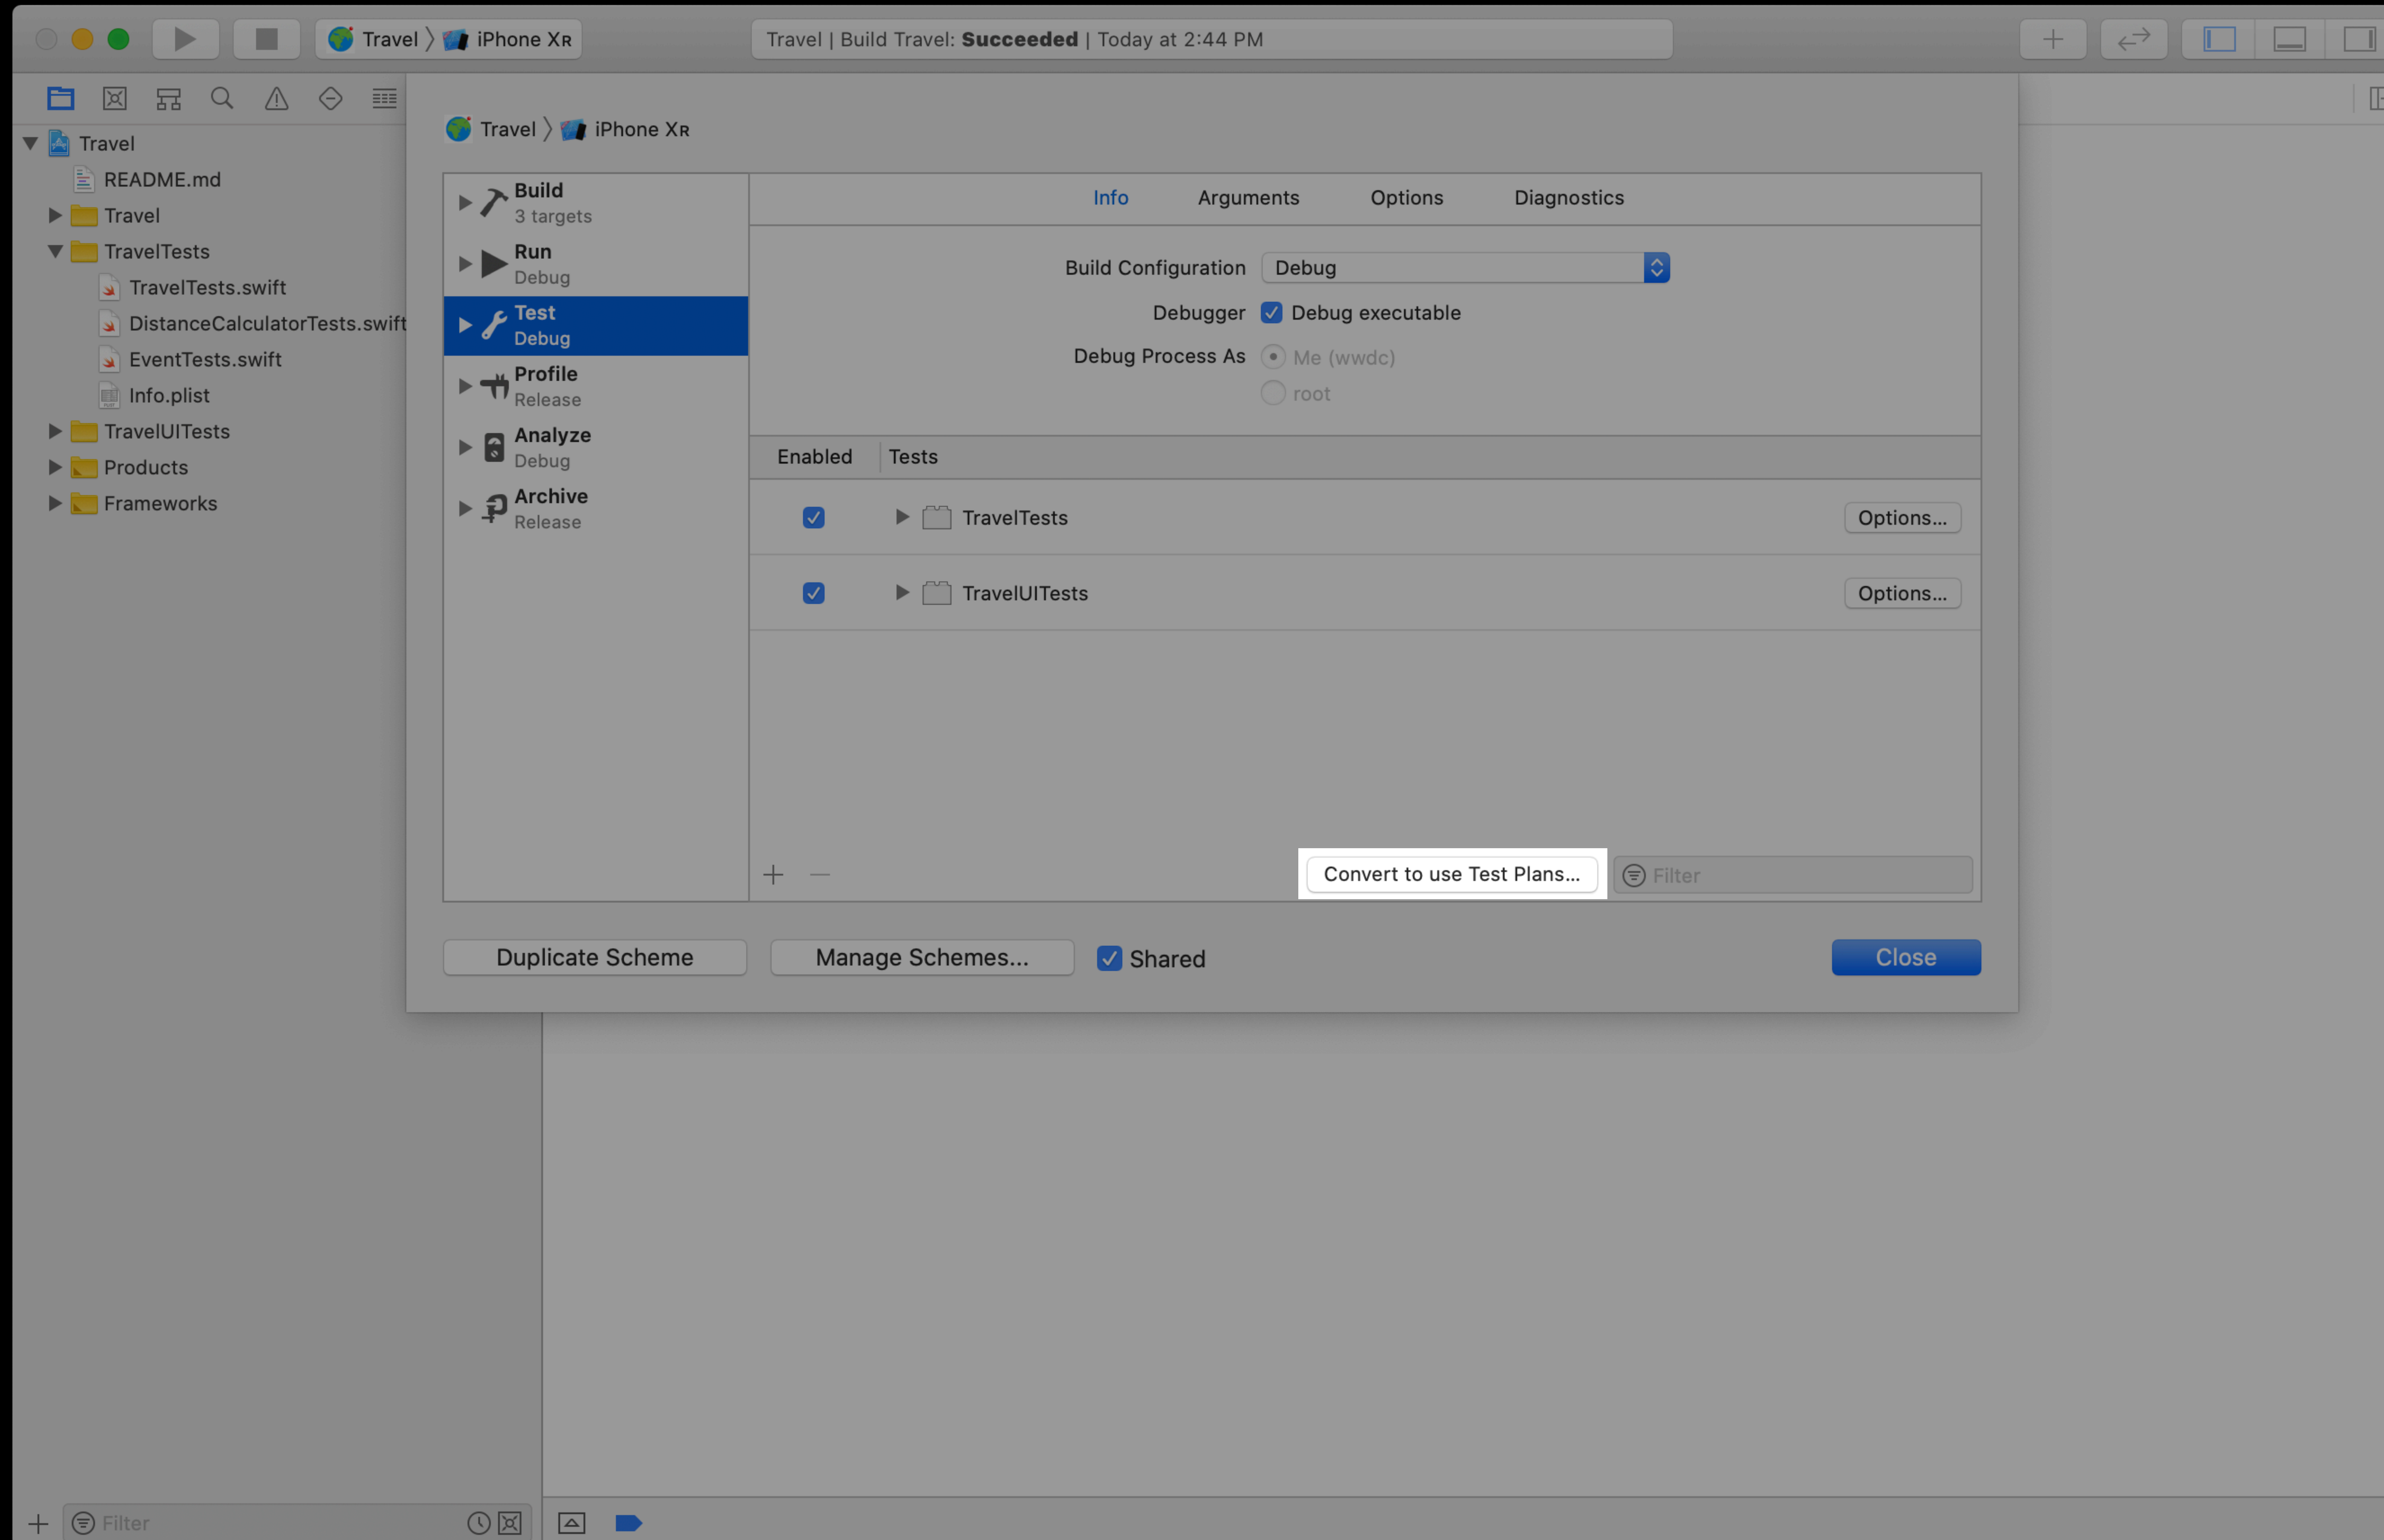 Travel 〉 iPhone Xʀ
Travel | Build Travel: Succeeded | Today at 2:44 PM
Travel
README.md
Travel
TravelTests
TravelTests.swift
DistanceCalculatorTests.swift
EventTests.swift
Info.plist
TravelUITests
Products
Frameworks
Travel 〉 iPhone Xʀ
Build
3 targets
Run
Debug
Test
Debug
Profile
Release
Analyze
Debug
Archive
Release
Info Arguments Options Diagnostics
Build Configuration Debug
Debugger Debug executable
Debug Process As Me (wwdc)
root
Enabled Tests
TravelTests Options...
TravelUITests Options...
Convert to use Test Plans... Filter
Duplicate Scheme Manage Schemes... Shared Close
Filter